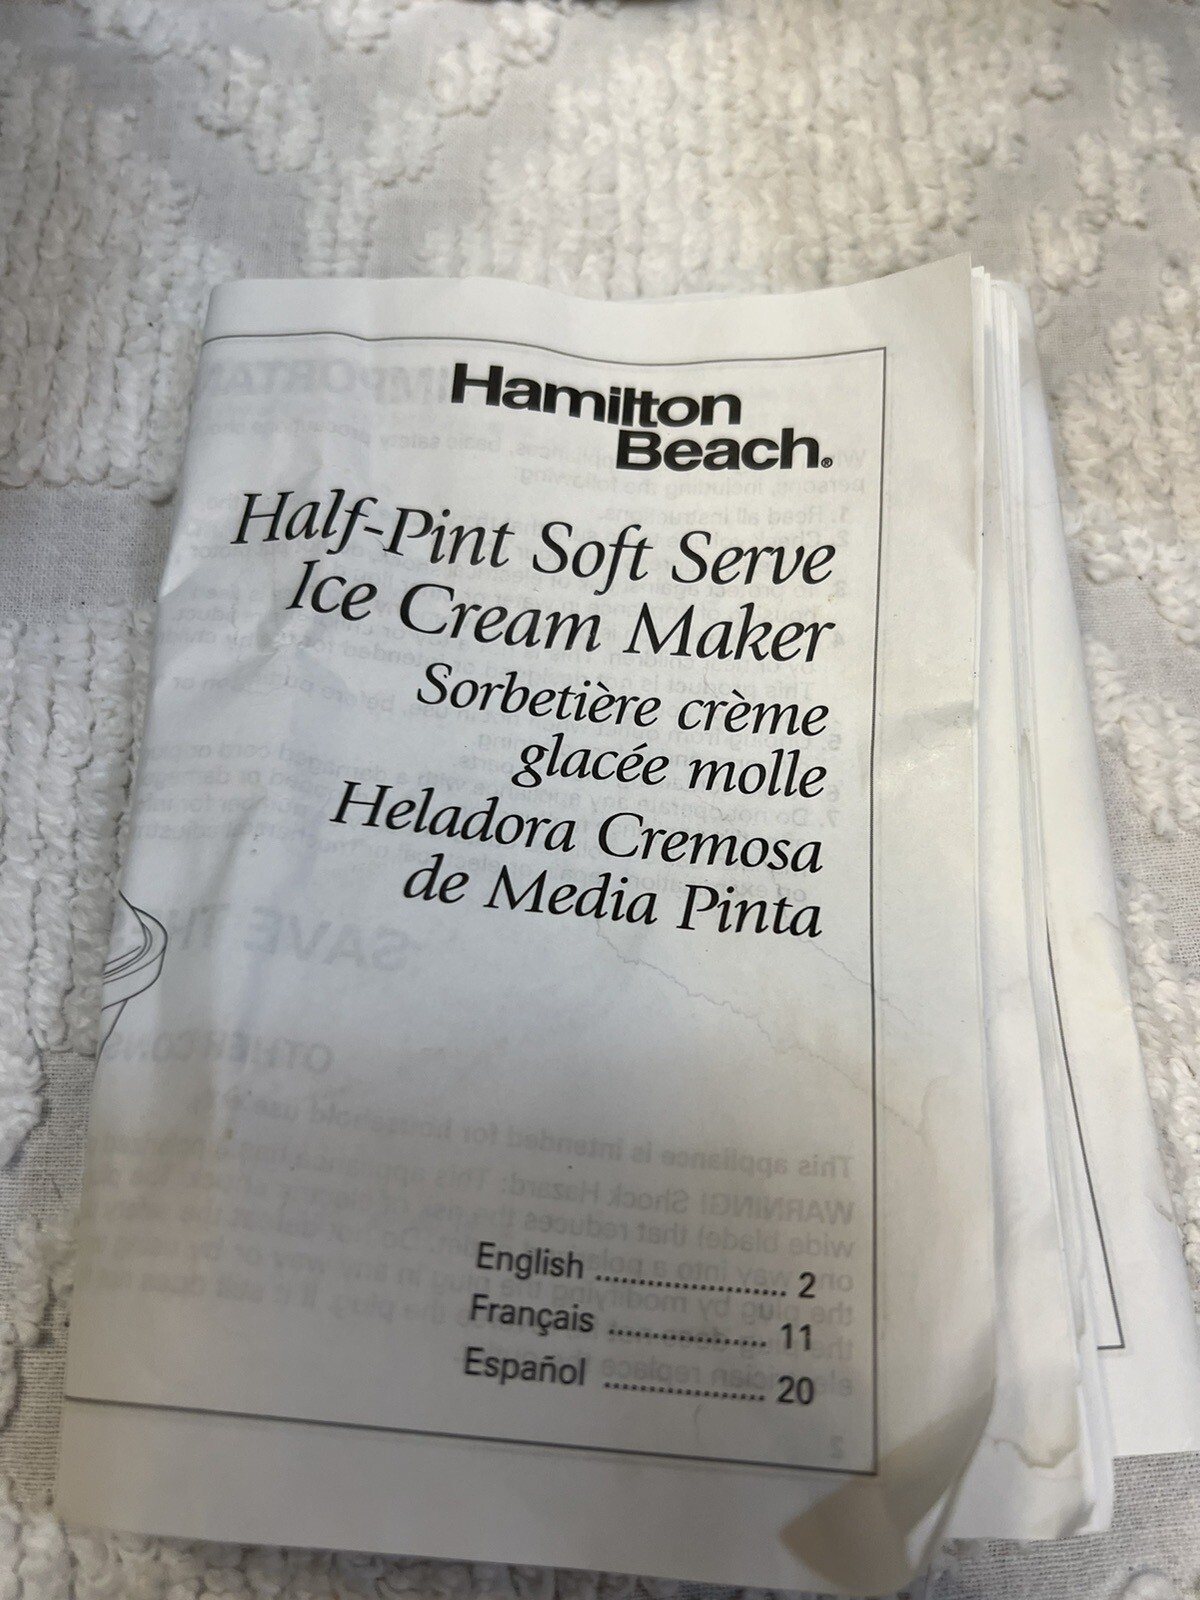 Hamilton
Beach®
Half-Pint Soft Serve
Ice Cream Maker
Sorbetière crème
glacée molle
Heladora Cremosa
de Media Pinta
English ........................ 2
Français .................... 11
Español .................... 20